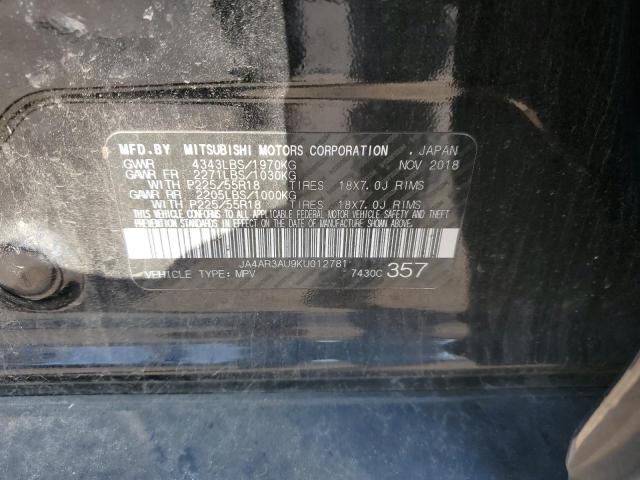 MFD.BY MITSUBISHI MOTORS CORPORATION . JAPAN
GVWR 4343LBS/1970KG NOV 2018
GAWR FR 2271LBS/1030KG
WITH P225/55R18 TIRES 18X7.0J RIMS
GAWR RR 2205LBS/1000KG
WITH P225/55R18 TIRES 18X7.0J RIMS
THIS VEHICLE CONFORMS TO ALL APPLICABLE FEDERAL MOTOR VEHICLE SAFETY AND THEFT
PREVENTION STANDARDS IN EFFECT ON THE DATE OF MANUFACTURE SHOWN ABOVE.
JA4AR3AU9KU012781
VEHICLE TYPE: MPV 7430C 357